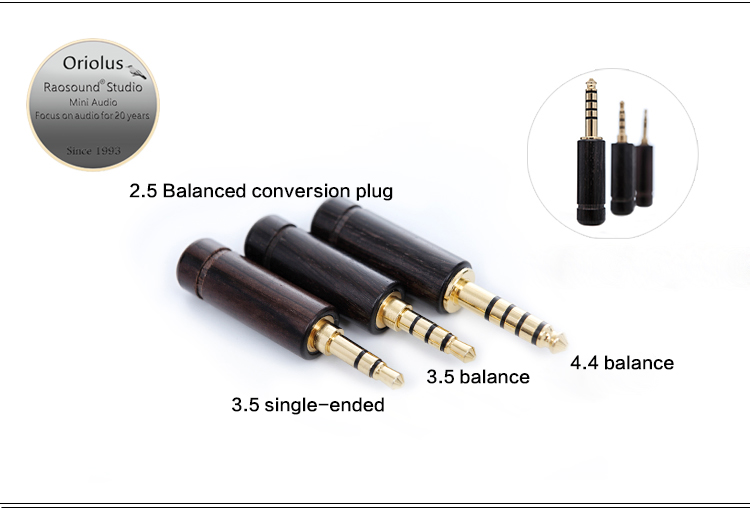 Oriolus
Raosound® Studio
Mini Audio
Focus on audio for 20 years
Since 1993
2.5 Balanced conversion plug
4.4 balance
3.5 balance
3.5 single-ended